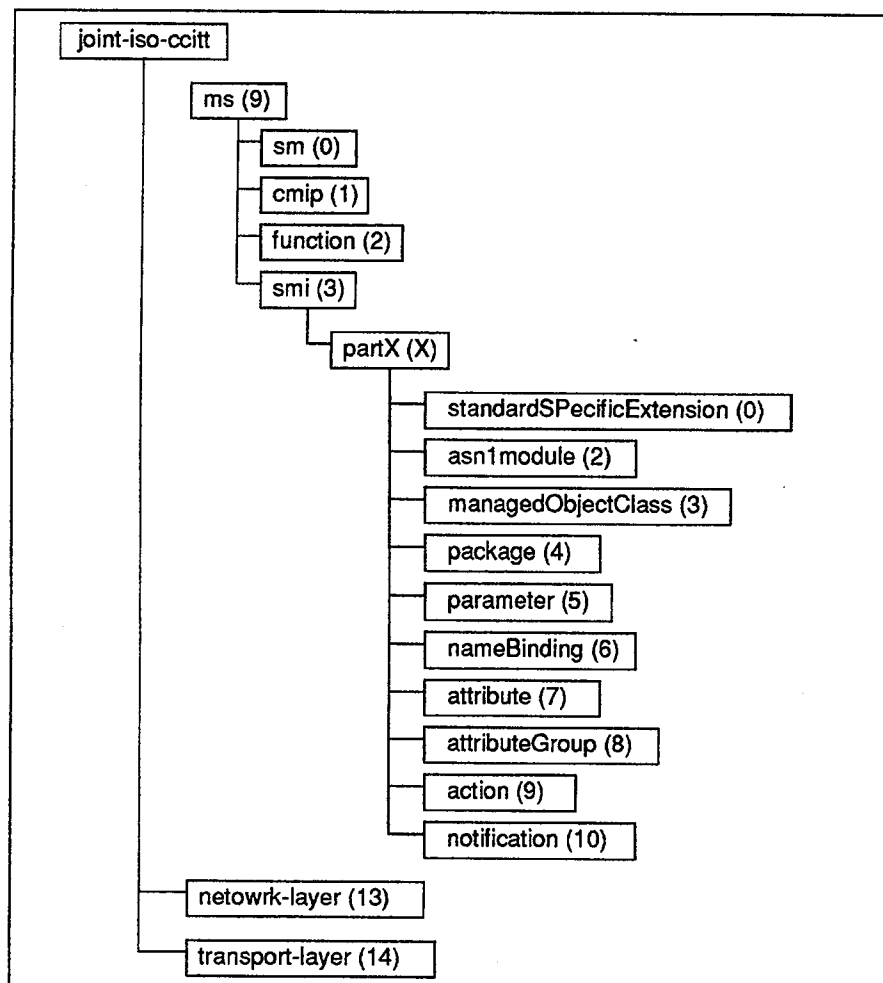 joint-iso-ccitt
ms (9)
sm (0)
cmip (1)
function (2)
smi (3)
partX (X)
standardSPecificExtension (0)
asn1module (2)
managedObjectClass (3)
package (4)
parameter (5)
nameBinding (6)
attribute (7)
attributeGroup (8)
action (9)
notification (10)
netowrk-layer (13)
transport-layer (14)